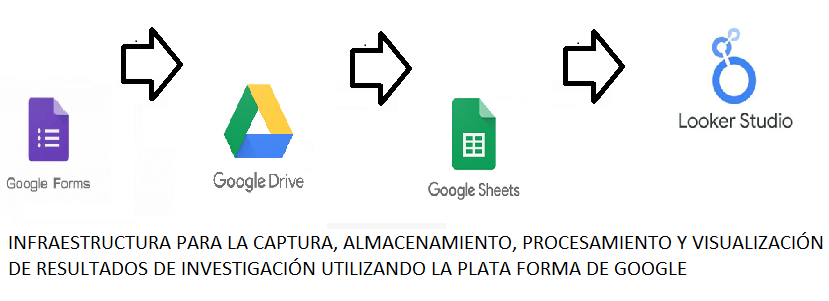 Google Forms
Google Drive
Google Sheets
Looker Studio
INFRAESTRUCTURA PARA LA CAPTURA, ALMACENAMIENTO, PROCESAMIENTO Y VISUALIZACIÓN
DE RESULTADOS DE INVESTIGACIÓN UTILIZANDO LA PLATA FORMA DE GOOGLE